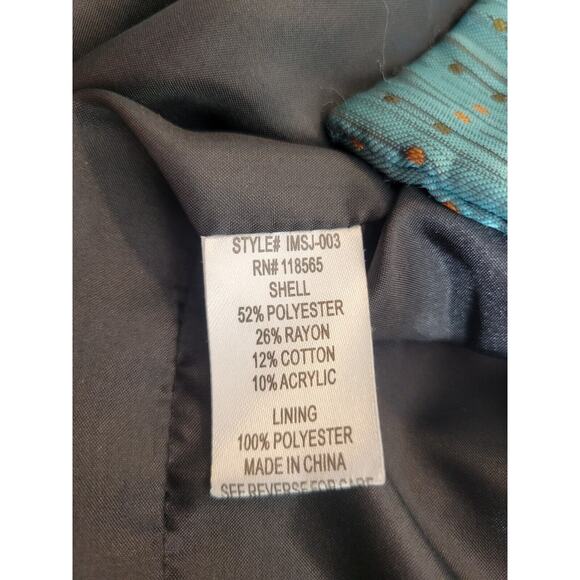 STYLE# IMSJ-003
RN# 118565
SHELL
52% POLYESTER
26% RAYON
12% COTTON
10% ACRYLIC
LINING
100% POLYESTER
MADE IN CHINA
SEE REVERSE FOR CARE